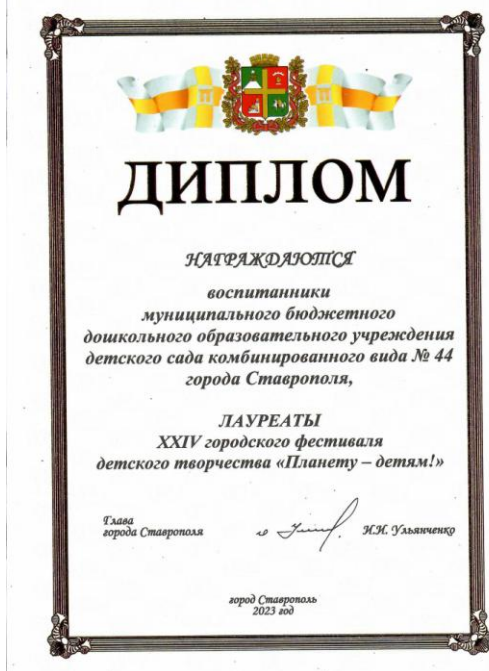 ДИПЛОМ
НАГРАЖДАЮТСЯ
воспитанники
муниципального бюджетного
дошкольного образовательного учреждения
детского сада комбинированного вида № 44
города Ставрополя,
ЛАУРЕАТЫ
XXIV городского фестиваля
детского творчества «Планету – детям!»
Глава
города Ставрополя
И.И. Ульянченко
город Ставрополь
2023 год